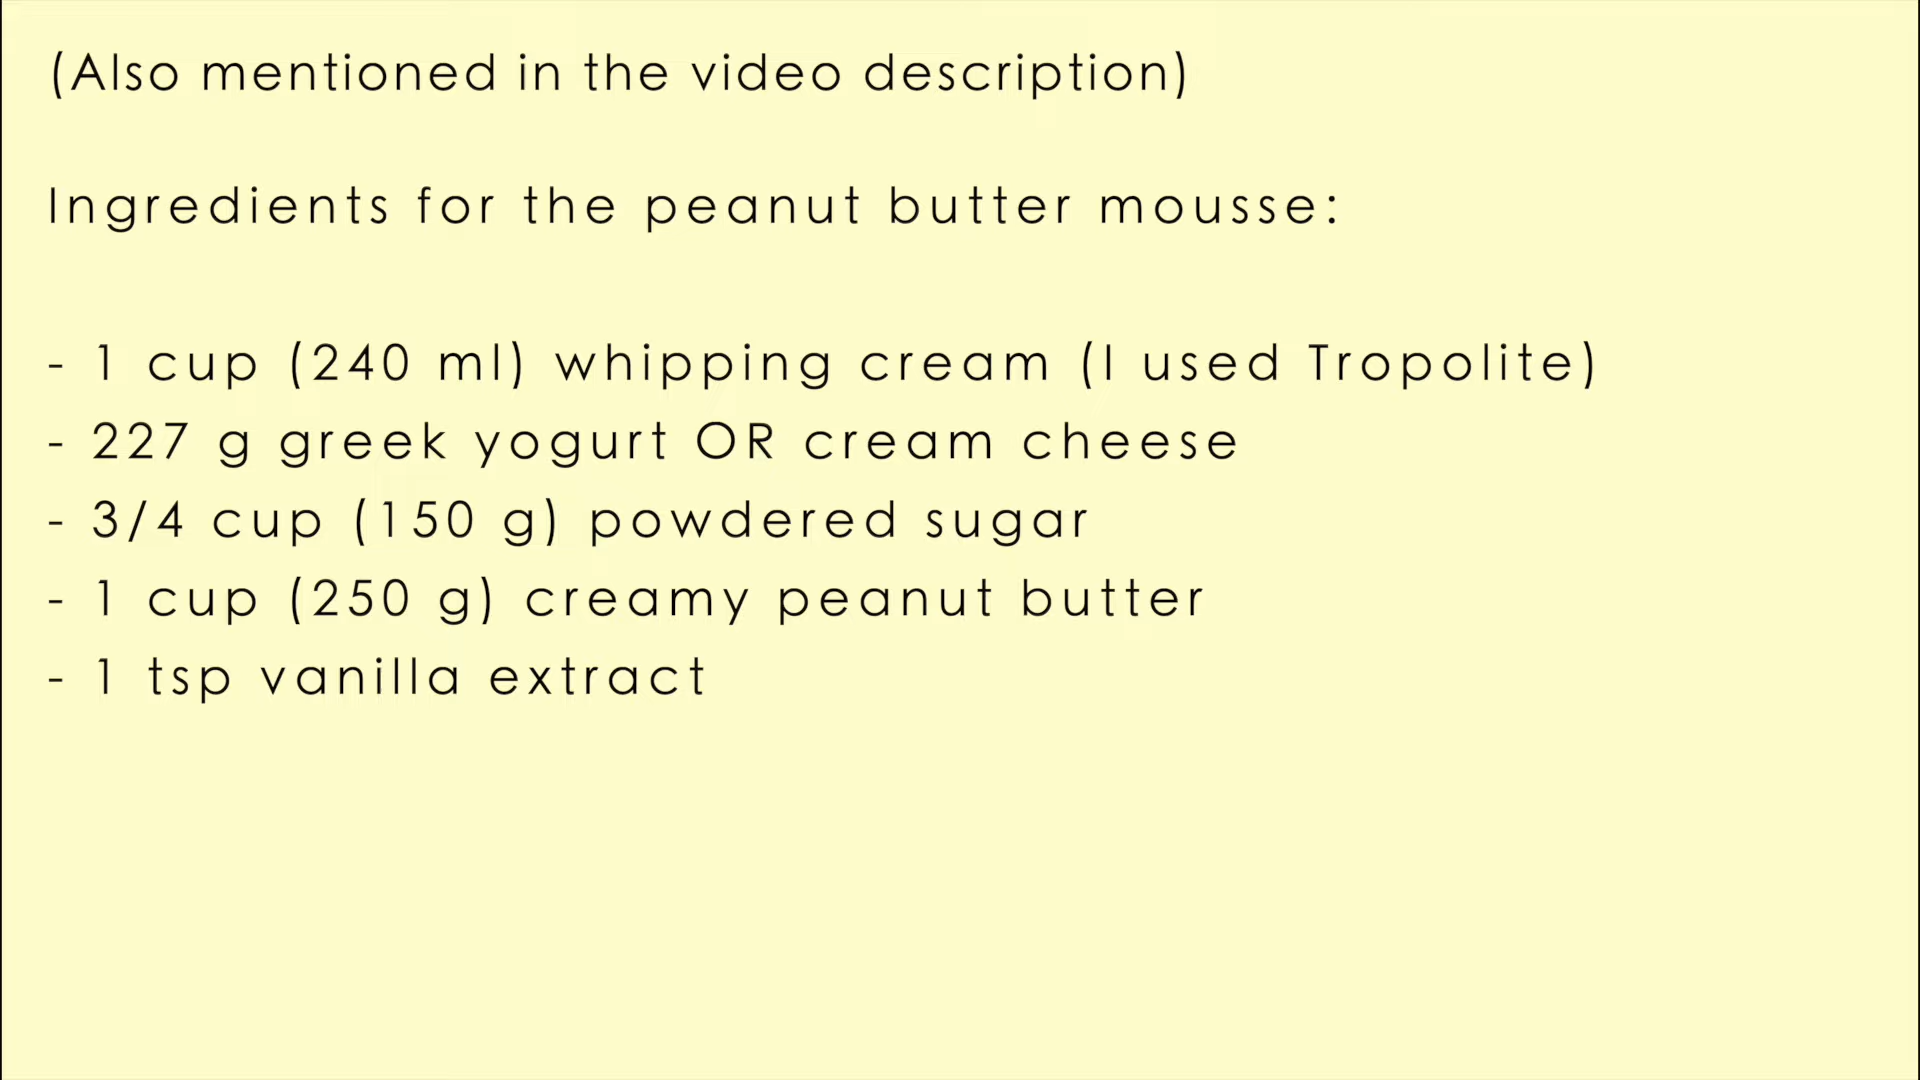 (Also mentioned in the video description)
Ingredients for the peanut butter mousse:
- 1 cup (240 ml) whipping cream (I used Tropolite)
- 227 g greek yogurt OR cream cheese
- 3/4 cup (150 g) powdered sugar
- 1 cup (250 g) creamy peanut butter
- 1 tsp vanilla extract